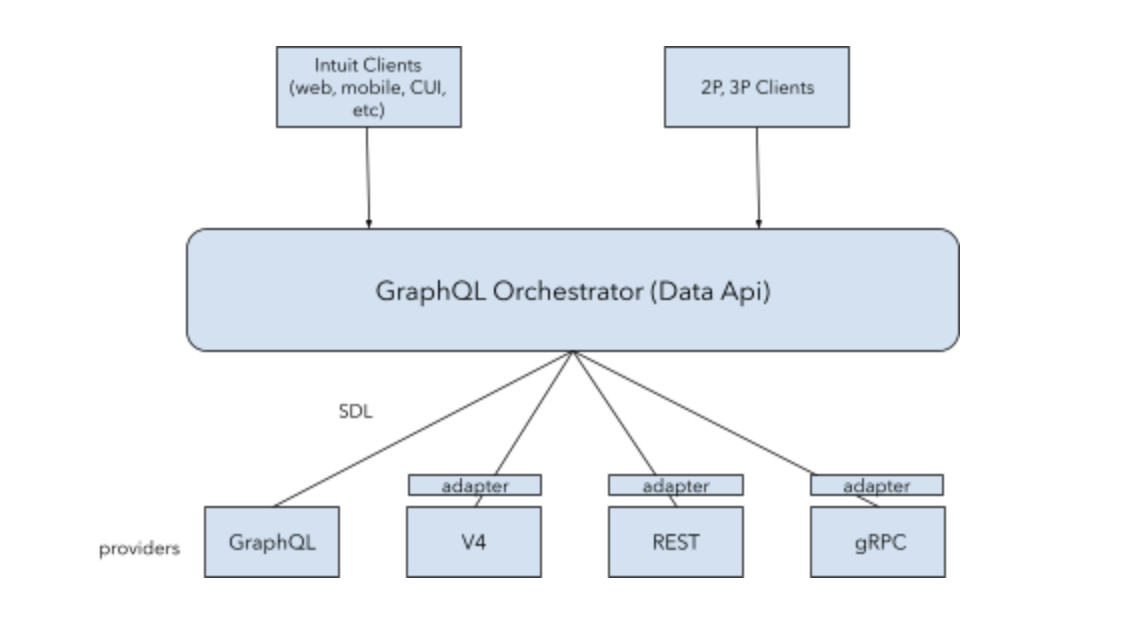 Intuit Clients
(web, mobile, CUI,
etc)
2P, 3P Clients
GraphQL Orchestrator (Data Api)
SDL
adapter
adapter
adapter
providers
GraphQL
V4
REST
gRPC